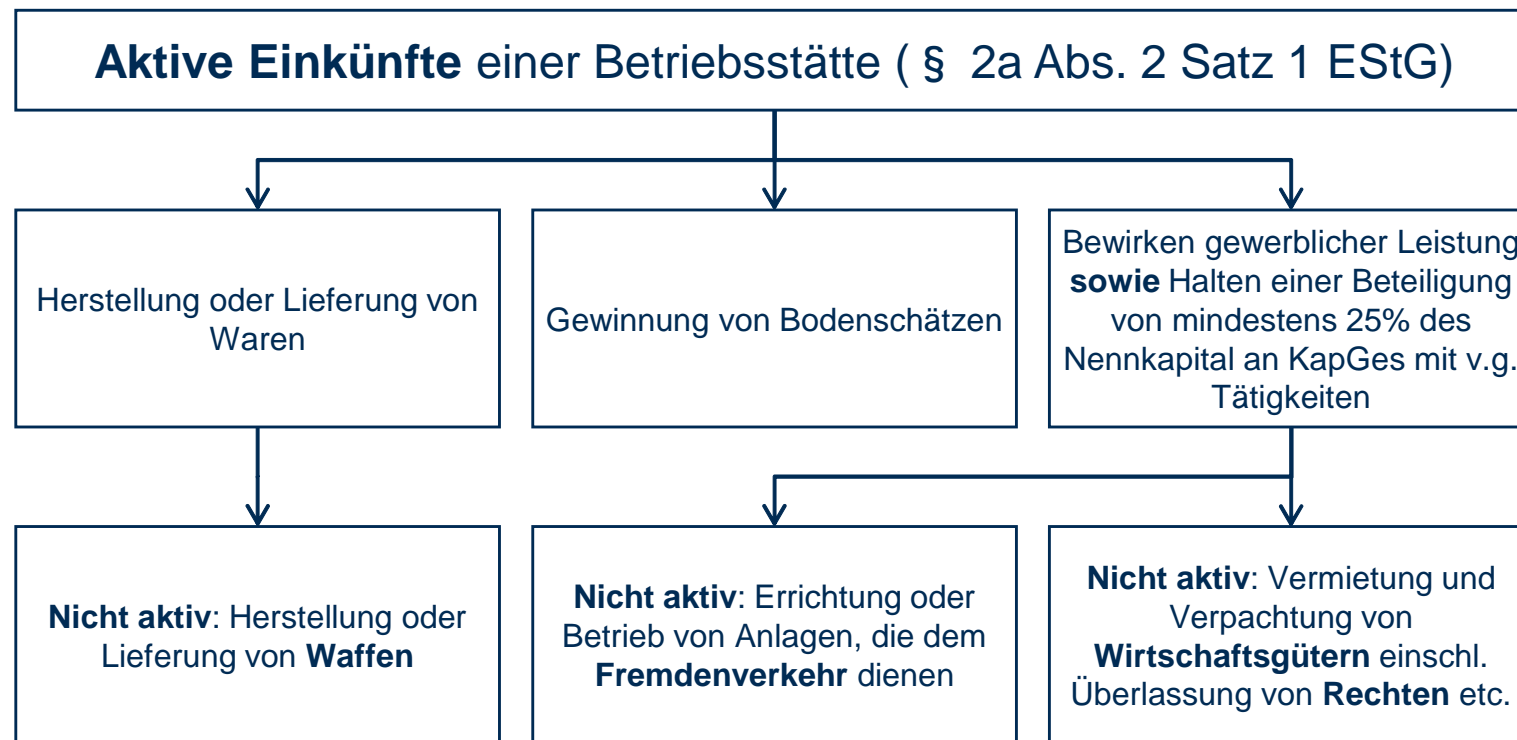 Aktive Einkünfte einer Betriebsstätte ( § 2a Abs. 2 Satz 1 EStG)
Herstellung oder Lieferung von
Waren
Gewinnung von Bodenschätzen
Bewirken gewerblicher Leistung
sowie Halten einer Beteiligung
von mindestens 25% des
Nennkapital an KapGes mit v.g.
Tätigkeiten
Nicht aktiv: Herstellung oder
Lieferung von Waffen
Nicht aktiv: Errichtung oder
Betrieb von Anlagen, die dem
Fremdenverkehr dienen
Nicht aktiv: Vermietung und
Verpachtung von
Wirtschaftsgütern einschl.
Überlassung von Rechten etc.